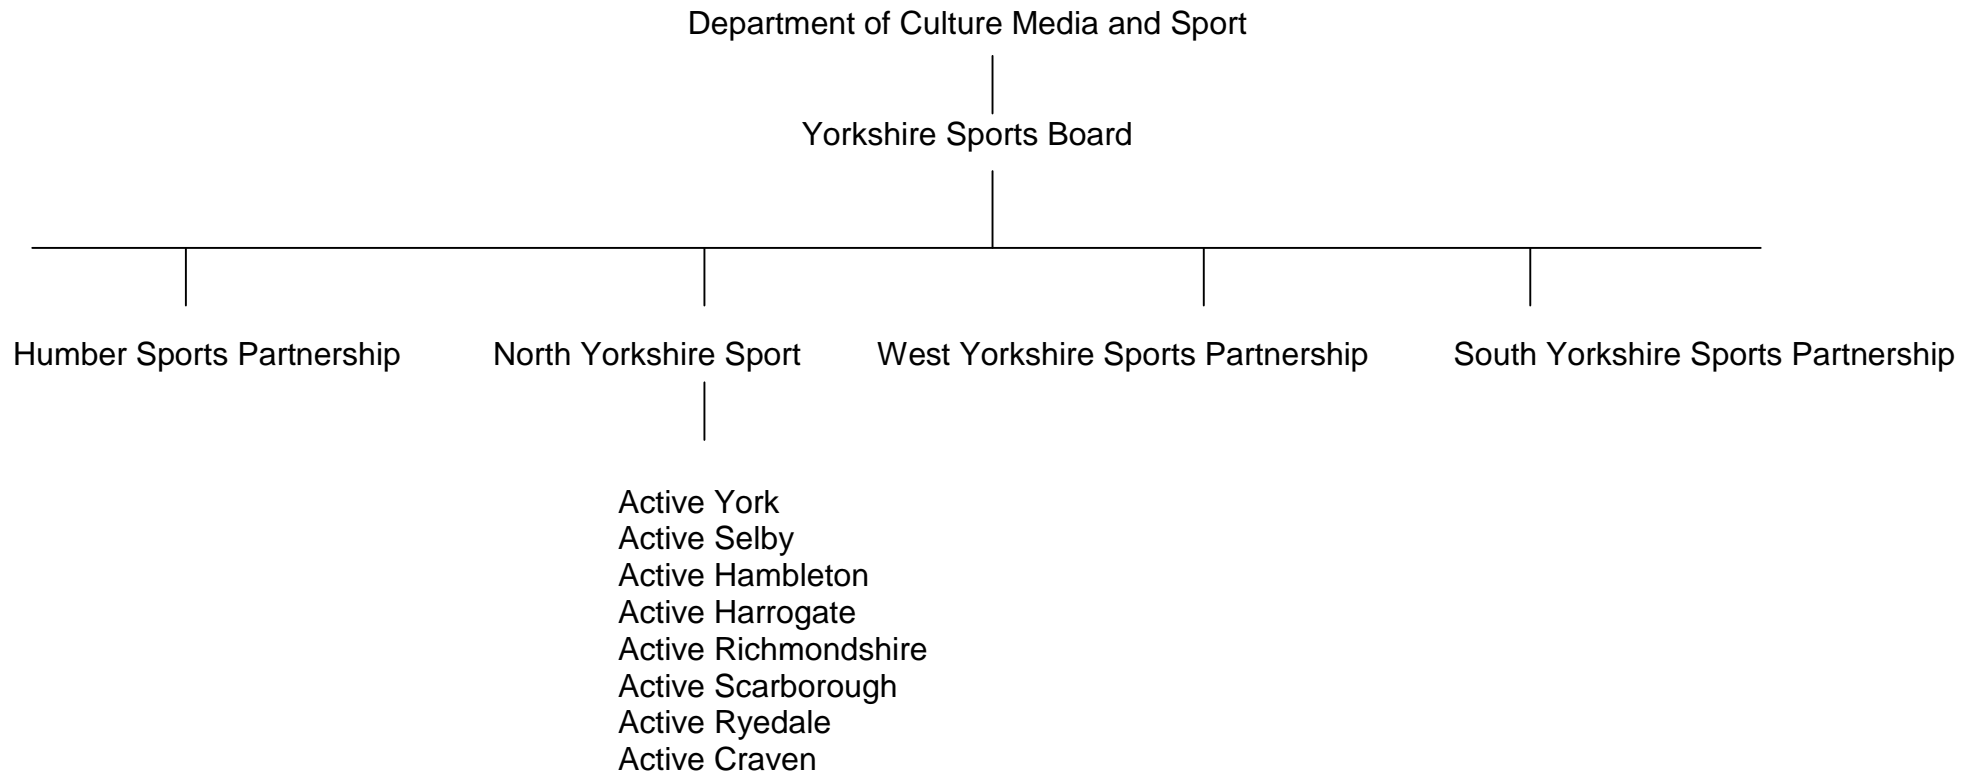 Department of Culture Media and Sport
Yorkshire Sports Board
Humber Sports Partnership
North Yorkshire Sport
West Yorkshire Sports Partnership
South Yorkshire Sports Partnership
Active York
Active Selby
Active Hambleton
Active Harrogate
Active Richmondshire
Active Scarborough
Active Ryedale
Active Craven